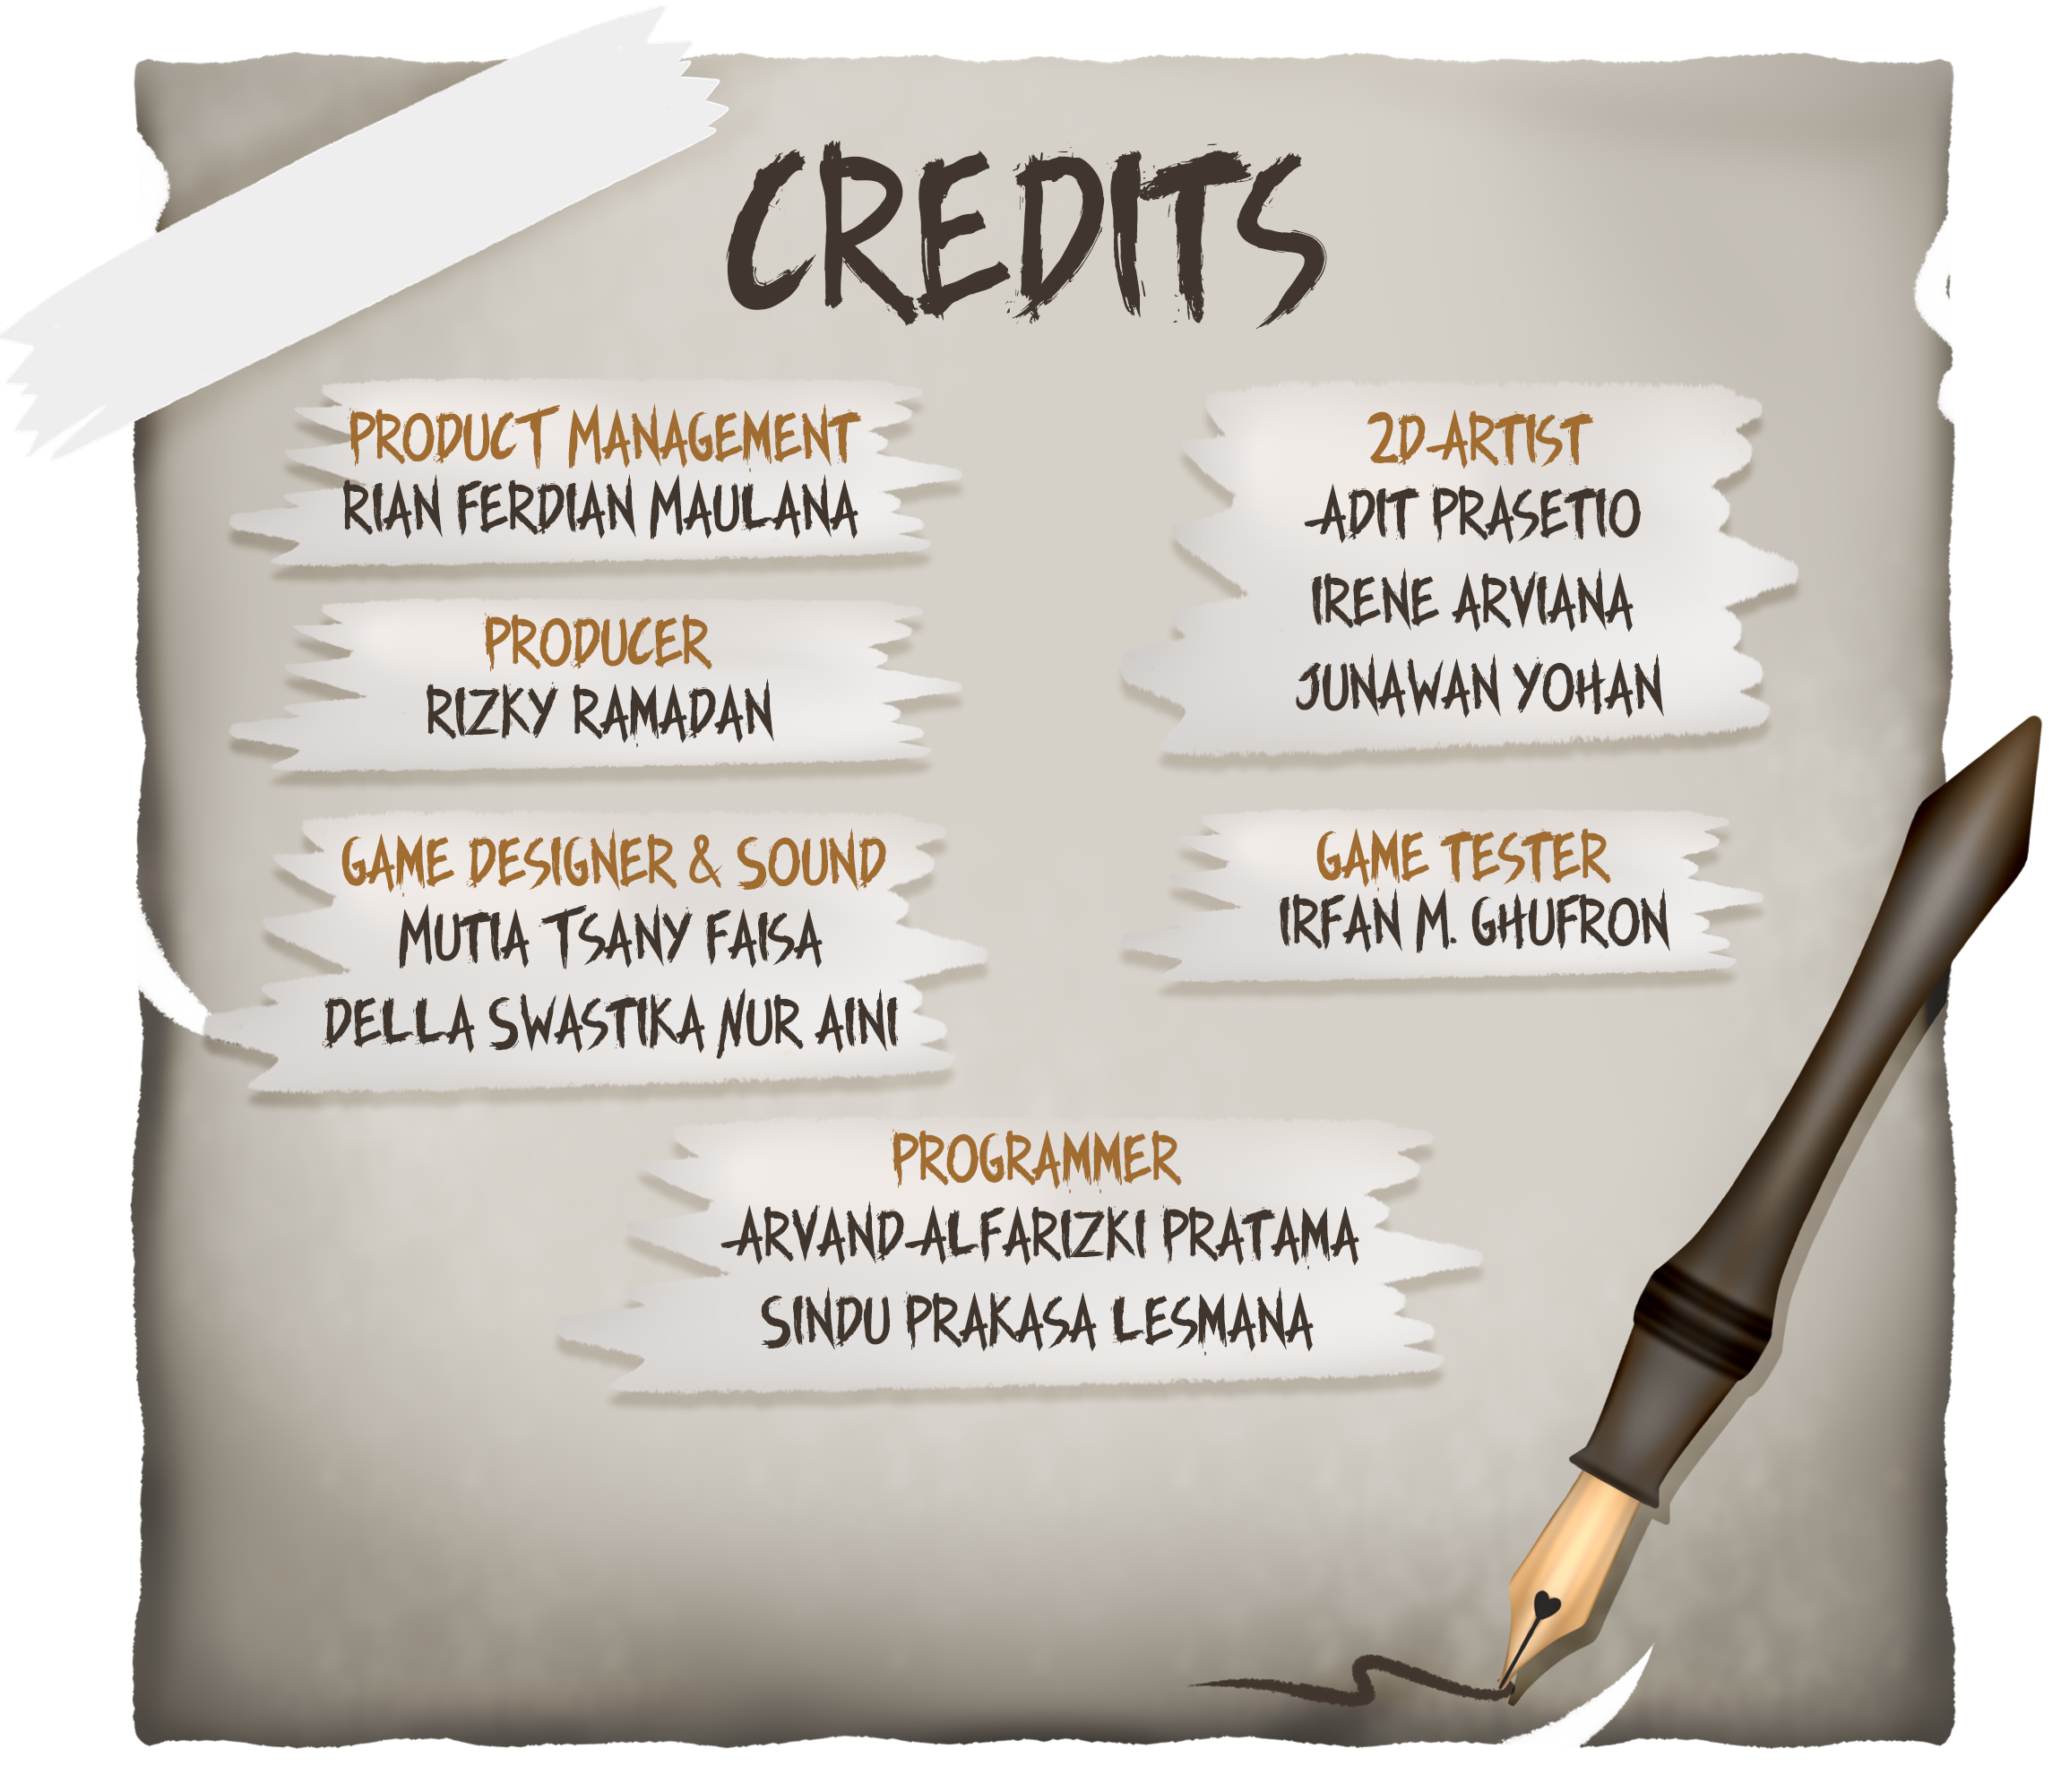 CREDITS
PRODUCT MANAGEMENT
RIAN FERDIAN MAULANA
PRODUCER
RIZKY RAMADAN
GAME DESIGNER & SOUND
MUTIA TSANY FAISA
DELLA SWASTIKA NUR AINI
2D ARTIST
ADIT PRASETIO
IRENE ARVIANA
JUNAWAN YOHAN
GAME TESTER
IRFAN M. GHUFRON
PROGRAMMER
ARVAND ALFARIZKI PRATAMA
SINDU PRAKASA LESMANA